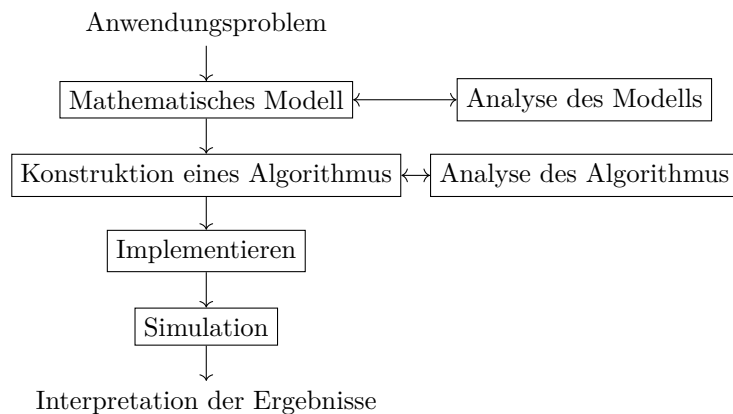 Anwendungsproblem
Mathematisches Modell
Analyse des Modells
Konstruktion eines Algorithmus
Analyse des Algorithmus
Implementieren
Simulation
Interpretation der Ergebnisse